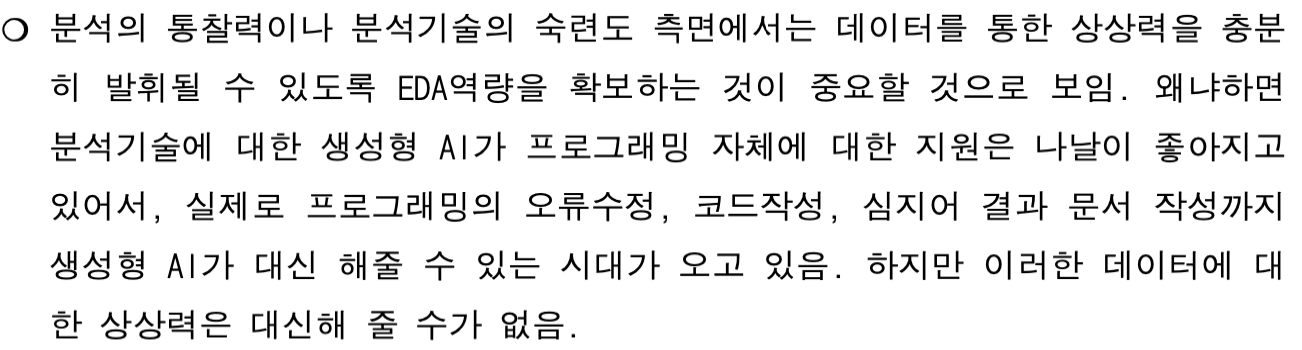 ❍ 분석의 통찰력이나 분석기술의 숙련도 측면에서는 데이터를 통한 상상력을 충분
히 발휘될 수 있도록 EDA역량을 확보하는 것이 중요할 것으로 보임. 왜냐하면
분석기술에 대한 생성형 AI가 프로그래밍 자체에 대한 지원은 나날이 좋아지고
있어서, 실제로 프로그래밍의 오류수정, 코드작성, 심지어 결과 문서 작성까지
생성형 AI가 대신 해줄 수 있는 시대가 오고 있음. 하지만 이러한 데이터에 대
한 상상력은 대신해 줄 수가 없음.